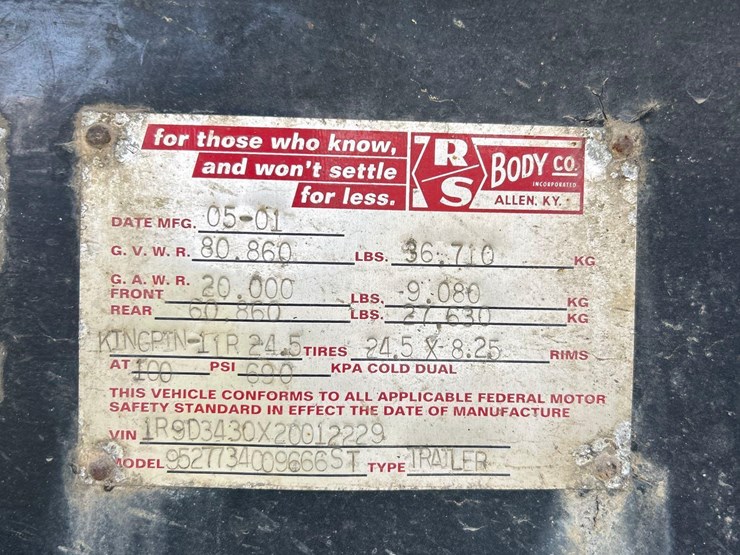 for those who know,
and won't settle
for less.
R S BODY CO.
INCORPORATED
ALLEN, KY.
DATE MFG. 05-01
G. V. W. R. 80.860 LBS. 36.710 KG
G. A. W. R.
FRONT 20.000 LBS. 9.080 KG
REAR 60 860 LBS. 27,630 KG
KINGPIN-11R 24.5 TIRES 24.5 X-8.25 RIMS
AT 100 PSI 690 KPA COLD DUAL
THIS VEHICLE CONFORMS TO ALL APPLICABLE FEDERAL MOTOR
SAFETY STANDARD IN EFFECT THE DATE OF MANUFACTURE
VIN 1R9D3430X20012229
MODEL 9527734009666ST TYPE TRAILER